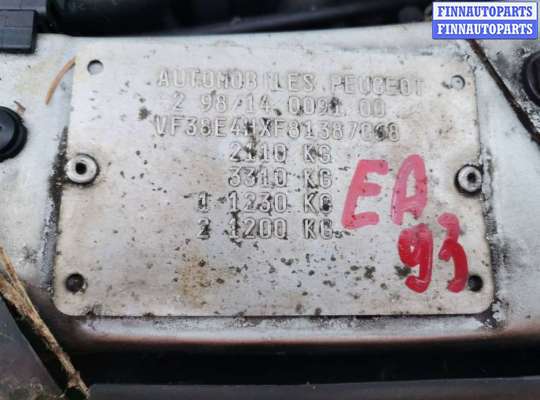 FINNAUTOPARTS
FINNAUTOPARTS
AUTOMOBILES PEUGEOT
2 98/14 0091 00
2110 KG
3310 KG
1 1230 KG
2 1200 KG
EA
93